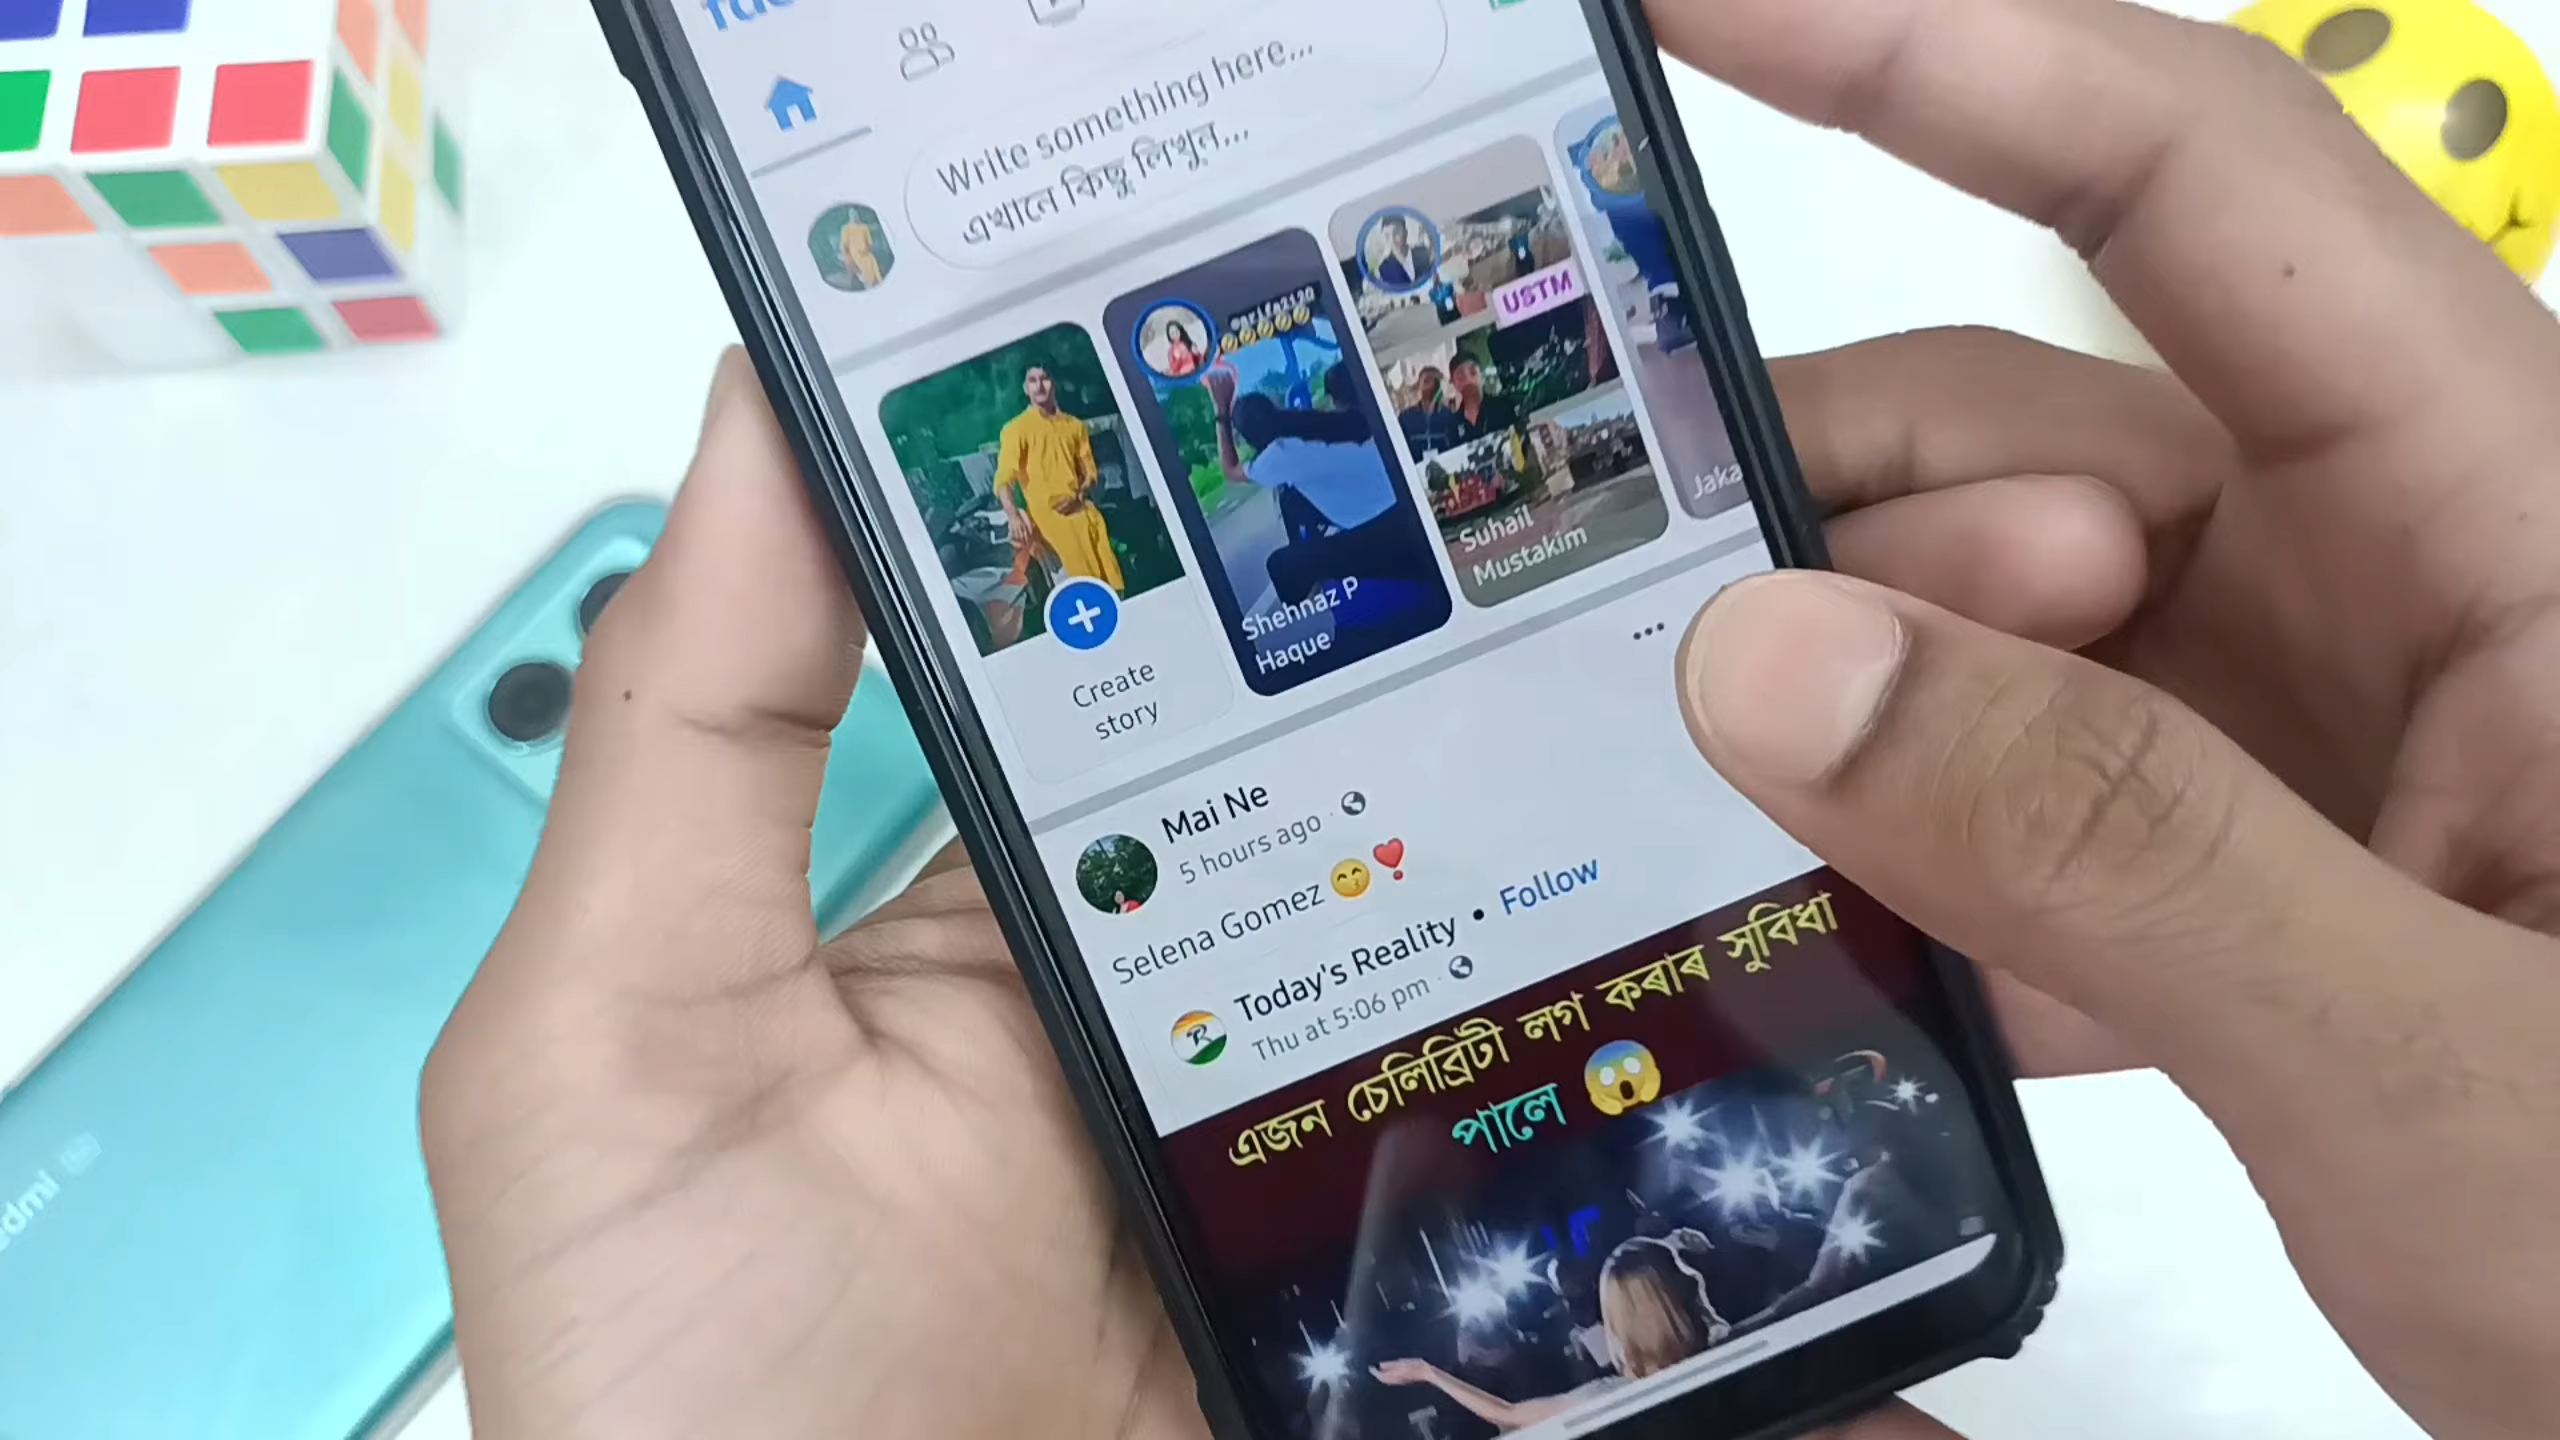 Write something here...
এখানে কিছু লিখুন...
@arifa2120
USTM
Create
story
Shehnaz P
Haque
Suhail
Mustakim
Jaka
Mai Ne
5 hours ago ·
Selena Gomez 😙❣️
Today's Reality • Follow
Thu at 5:06 pm ·
এজন চেলিব্ৰিটী লগ কৰাৰ সুবিধা
পালে 😱